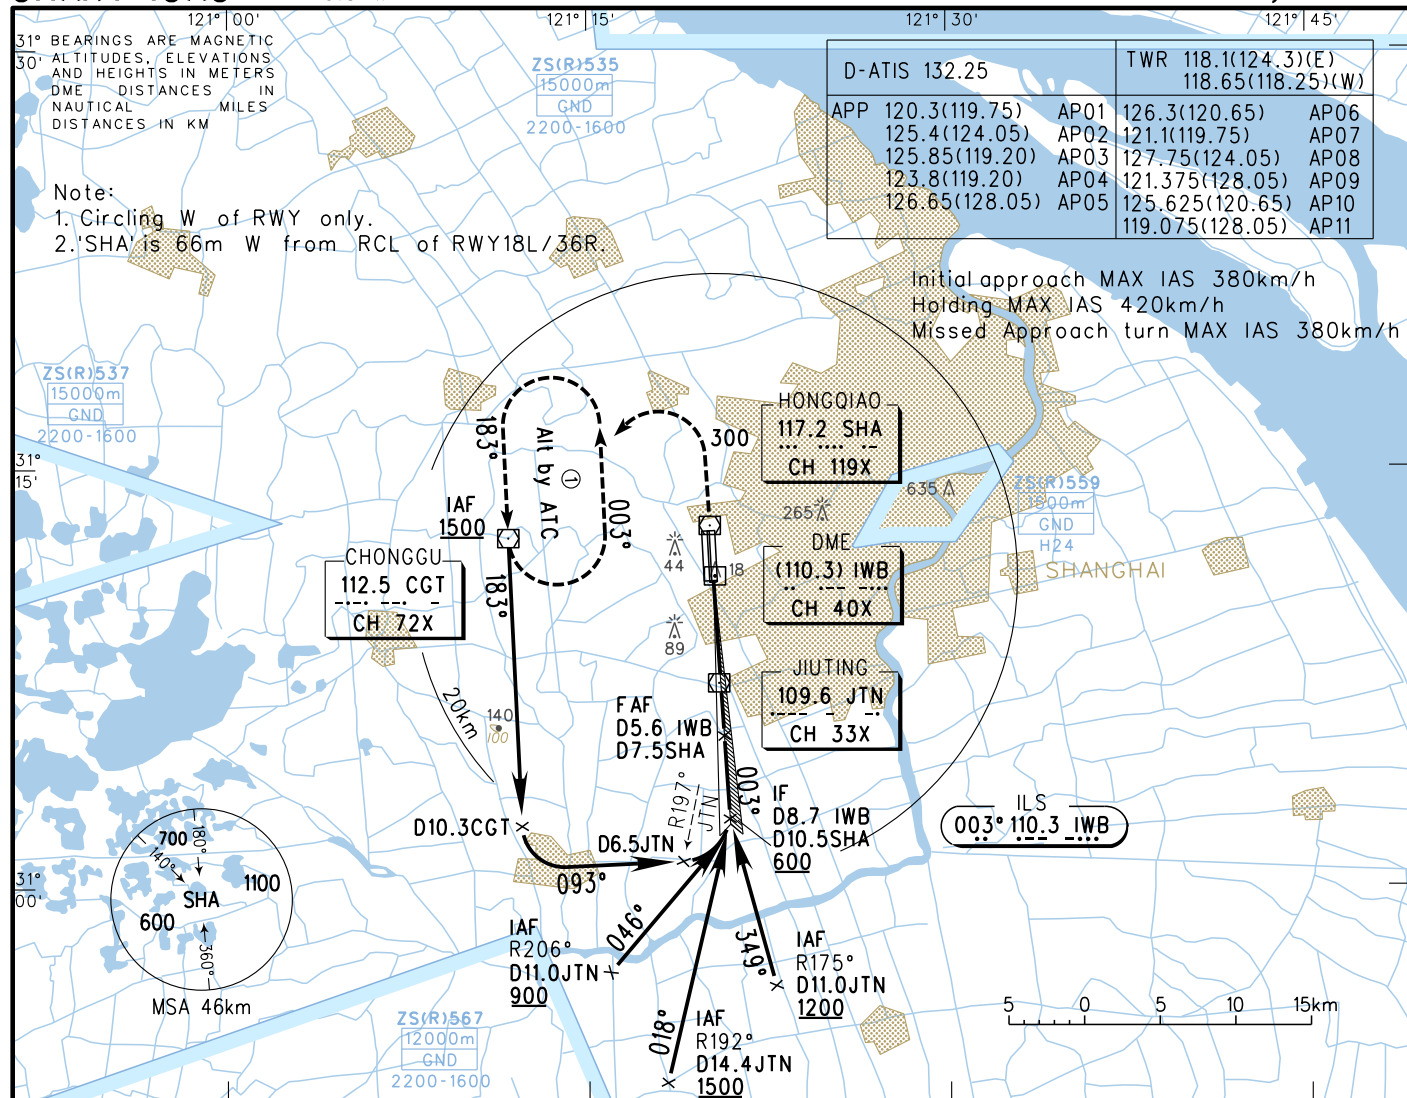 121° 00'
121° 15'
121° 30'
121° 45'
31°
30'
BEARINGS ARE MAGNETIC
ALTITUDES, ELEVATIONS
AND HEIGHTS IN METERS
DME DISTANCES IN
NAUTICAL MILES
DISTANCES IN KM
ZS(R)535
15000m
GND
2200-1600
D-ATIS 132.25
TWR 118.1(124.3)(E)
118.65(118.25)(W)
APP 120.3(119.75) AP01
125.4(124.05) AP02
125.85(119.20) AP03
123.8(119.20) AP04
126.65(128.05) AP05
126.3(120.65) AP06
121.1(119.75) AP07
127.75(124.05) AP08
121.375(128.05) AP09
125.625(120.65) AP10
119.075(128.05) AP11
Note:
1. Circling W of RWY only.
2.'SHA' is 66m W from RCL of RWY18L/36R.
Initial approach MAX IAS 380km/h
Holding MAX IAS 420km/h
Missed Approach turn MAX IAS 380km/h
ZS(R)537
15000m
GND
2200-1600
HONGQIAO
117.2 SHA
CH 119X
300
183°
Alt by ATC
①
003°
31°
15'
IAF
1500
635
ZS(R)559
GND
H24
265
CHONGGU
112.5 CGT
CH 72X
183°
44
18
DME
(110.3) IWB
CH 40X
SHANGHAI
89
JIUTING
109.6 JTN
CH 33X
20km
140
100
FAF
D5.6 IWB
D7.5SHA
R197°
JTN
003°
IF
D8.7 IWB
D10.5SHA
600
ILS
003° 110.3 IWB
D10.3CGT
D6.5JTN
093°
700
180°
140°
1100
SHA
600
360°
MSA 46km
31°
00'
IAF
R206°
D11.0JTN
900
046°
349°
IAF
R175°
D11.0JTN
1200
018°
IAF
R192°
D14.4JTN
1500
ZS(R)567
12000m
GND
2200-1600
5 0 5 10 15km